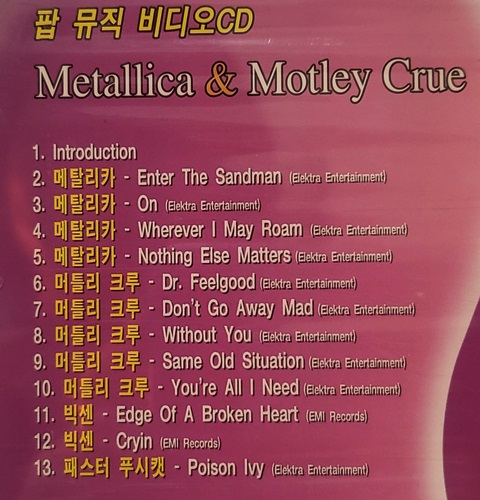 팝 뮤직 비디오CD
Metallica & Motley Crue
1. Introduction
2. 메탈리카 - Enter The Sandman (Elektra Entertainment)
3. 메탈리카 - On (Elektra Entertainment)
4. 메탈리카 - Wherever I May Roam (Elektra Entertainment)
5. 메탈리카 - Nothing Else Matters (Elektra Entertainment)
6. 머틀리 크루 - Dr. Feelgood (Elektra Entertainment)
7. 머틀리 크루 - Don't Go Away Mad (Elektra Entertainment)
8. 머틀리 크루 - Without You (Elektra Entertainment)
9. 머틀리 크루 - Same Old Situation (Elektra Entertainment)
10. 머틀리 크루 - You're All I Need (Elektra Entertainment)
11. 빅센 - Edge Of A Broken Heart (EMI Records)
12. 빅센 - Cryin (EMI Records)
13. 패스터 푸시캣 - Poison Ivy (Elektra Entertainment)